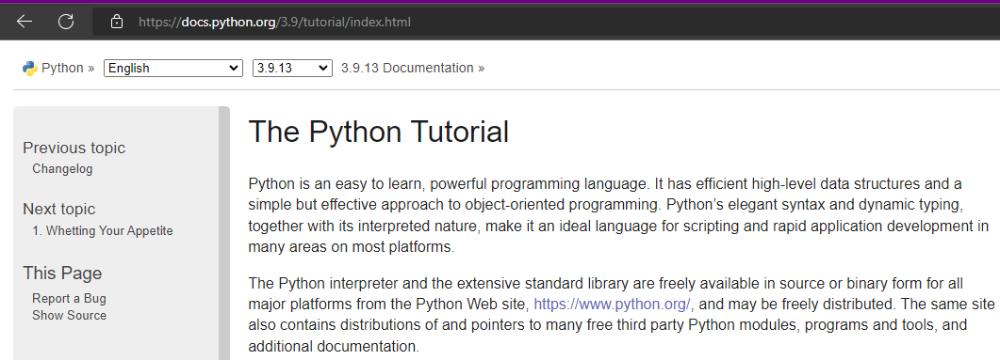 https://docs.python.org/3.9/tutorial/index.html
Python » English 3.9.13 3.9.13 Documentation »
Previous topic
Changelog
Next topic
1. Whetting Your Appetite
This Page
Report a Bug
Show Source
The Python Tutorial
Python is an easy to learn, powerful programming language. It has efficient high-level data structures and a
simple but effective approach to object-oriented programming. Python’s elegant syntax and dynamic typing,
together with its interpreted nature, make it an ideal language for scripting and rapid application development in
many areas on most platforms.
The Python interpreter and the extensive standard library are freely available in source or binary form for all
major platforms from the Python Web site, https://www.python.org/, and may be freely distributed. The same site
also contains distributions of and pointers to many free third party Python modules, programs and tools, and
additional documentation.